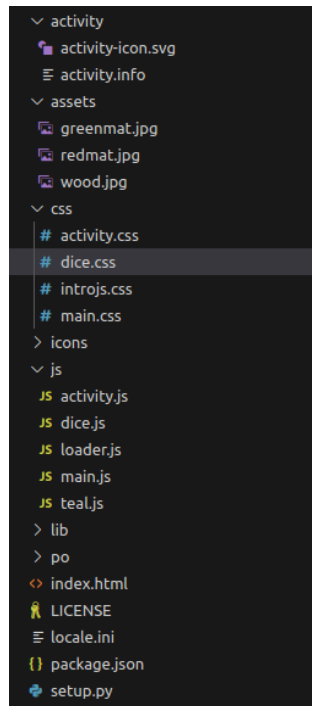 activity
activity-icon.svg
activity.info
assets
greenmat.jpg
redmat.jpg
wood.jpg
css
# activity.css
# dice.css
# introjs.css
# main.css
icons
js
JS activity.js
JS dice.js
JS loader.js
JS main.js
JS teal.js
lib
po
<> index.html
LICENSE
locale.ini
{} package.json
setup.py